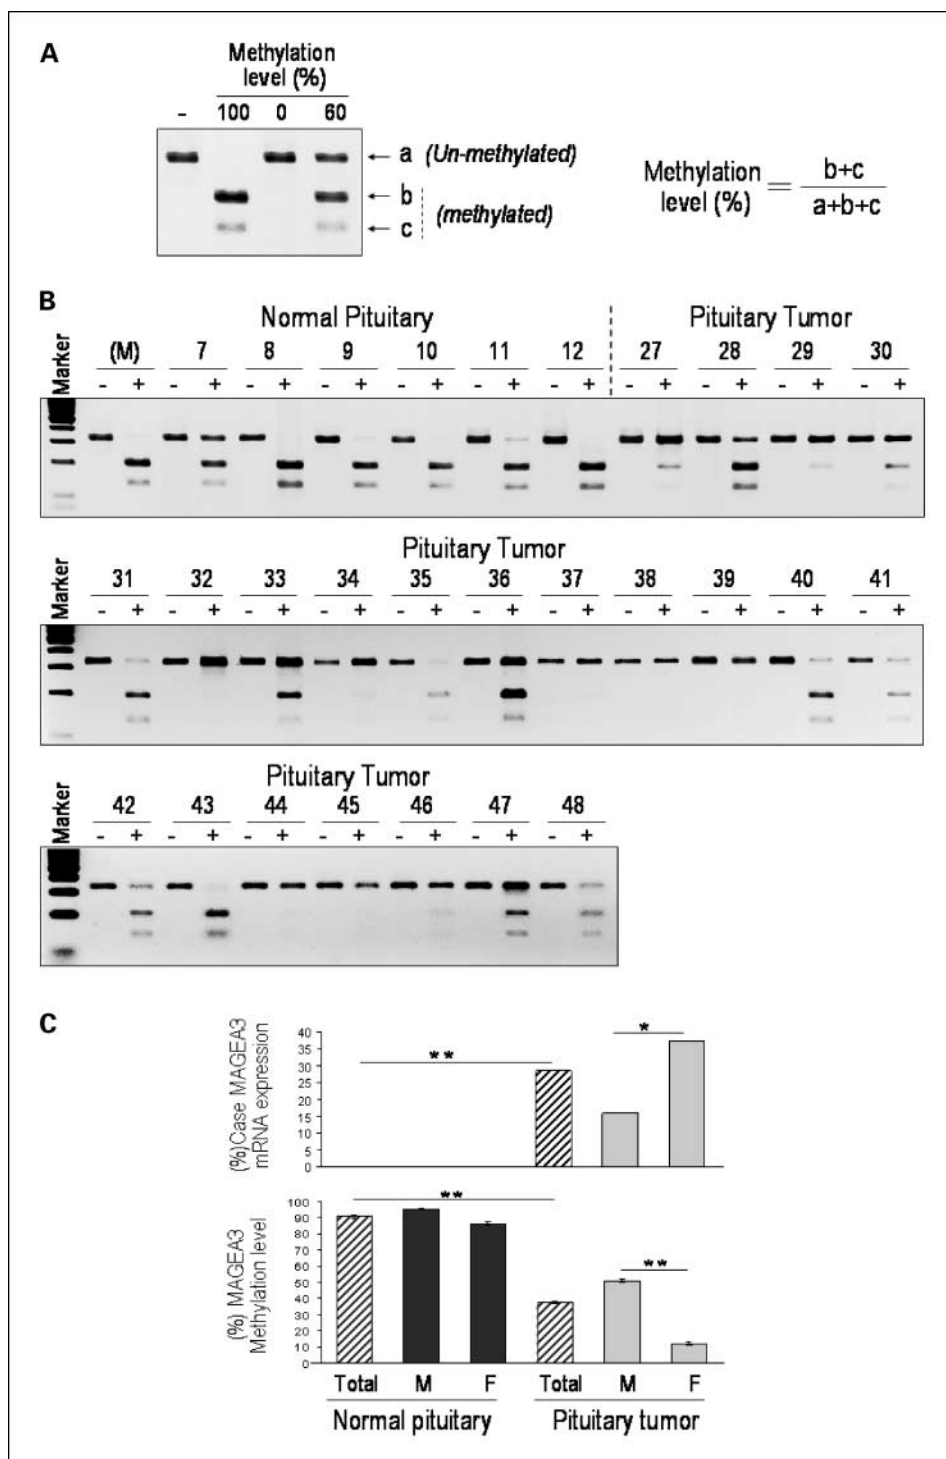 A
Methylation
level (%)
- 100 0 60
a (Un-methylated)
b
(methylated)
c
Methylation
level (%) = b+c
a+b+c
B
Normal Pituitary Pituitary Tumor
Marker (M) 7 8 9 10 11 12 27 28 29 30
- + - + - + - + - + - + - + - + - + - + - +
Pituitary Tumor
Marker 31 32 33 34 35 36 37 38 39 40 41
- + - + - + - + - + - + - + - + - + - + - +
Pituitary Tumor
Marker 42 43 44 45 46 47 48
- + - + - + - + - + - + - +
C
(%)Case MAGEA3
mRNA expression
40
35
30
25
20
15
10
5
0
**
*
(%) MAGEA3
Methylation level
100
90
80
70
60
50
40
30
20
10
0
**
**
Total M F Total M F
Normal pituitary Pituitary tumor